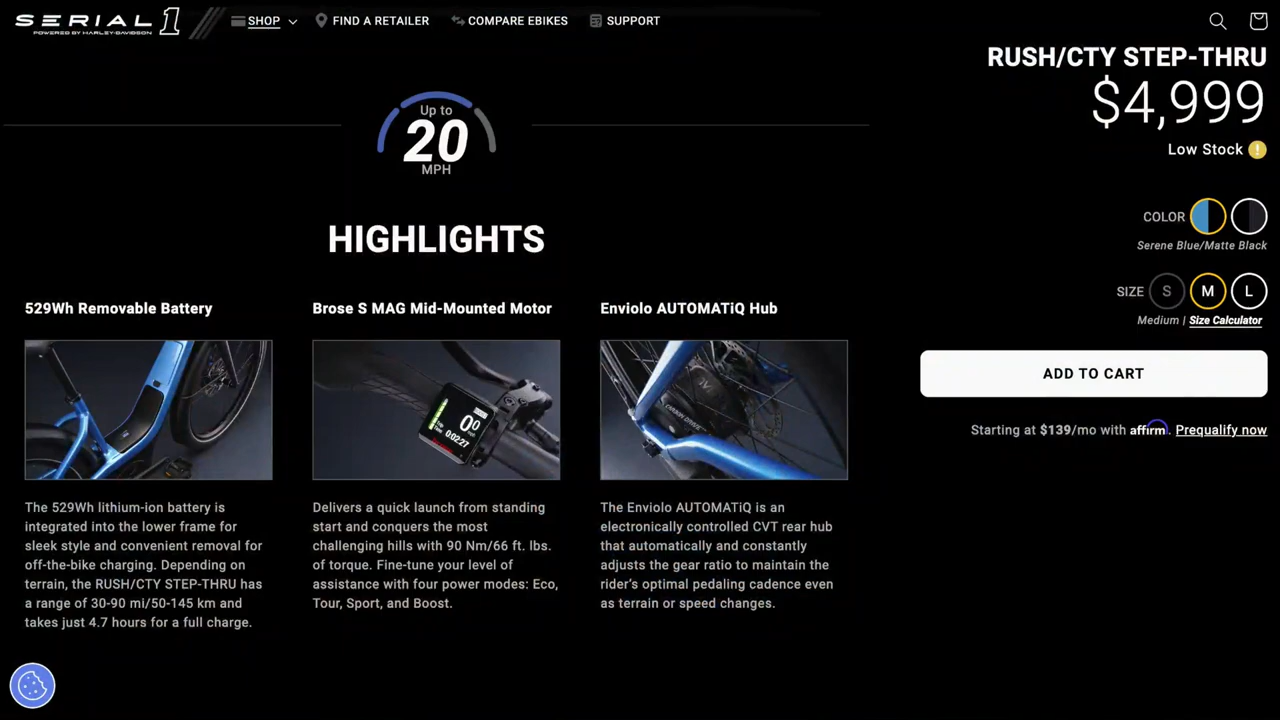 SERIAL 1
POWERED BY HARLEY-DAVIDSON
SHOP
FIND A RETAILER
COMPARE EBIKES
SUPPORT
RUSH/CTY STEP-THRU
$4,999
Low Stock
Up to
20
MPH
COLOR
Serene Blue/Matte Black
SIZE S M L
Medium | Size Calculator
ADD TO CART
Starting at $139/mo with affirm. Prequalify now
HIGHLIGHTS
529Wh Removable Battery
The 529Wh lithium-ion battery is
integrated into the lower frame for
sleek style and convenient removal for
off-the-bike charging. Depending on
terrain, the RUSH/CTY STEP-THRU has
a range of 30-90 mi/50-145 km and
takes just 4.7 hours for a full charge.
Brose S MAG Mid-Mounted Motor
00
0:02:27
Delivers a quick launch from standing
start and conquers the most
challenging hills with 90 Nm/66 ft. lbs.
of torque. Fine-tune your level of
assistance with four power modes: Eco,
Tour, Sport, and Boost.
Enviolo AUTOMATiQ Hub
CARBON DRIVE
The Enviolo AUTOMATiQ is an
electronically controlled CVT rear hub
that automatically and constantly
adjusts the gear ratio to maintain the
rider's optimal pedaling cadence even
as terrain or speed changes.